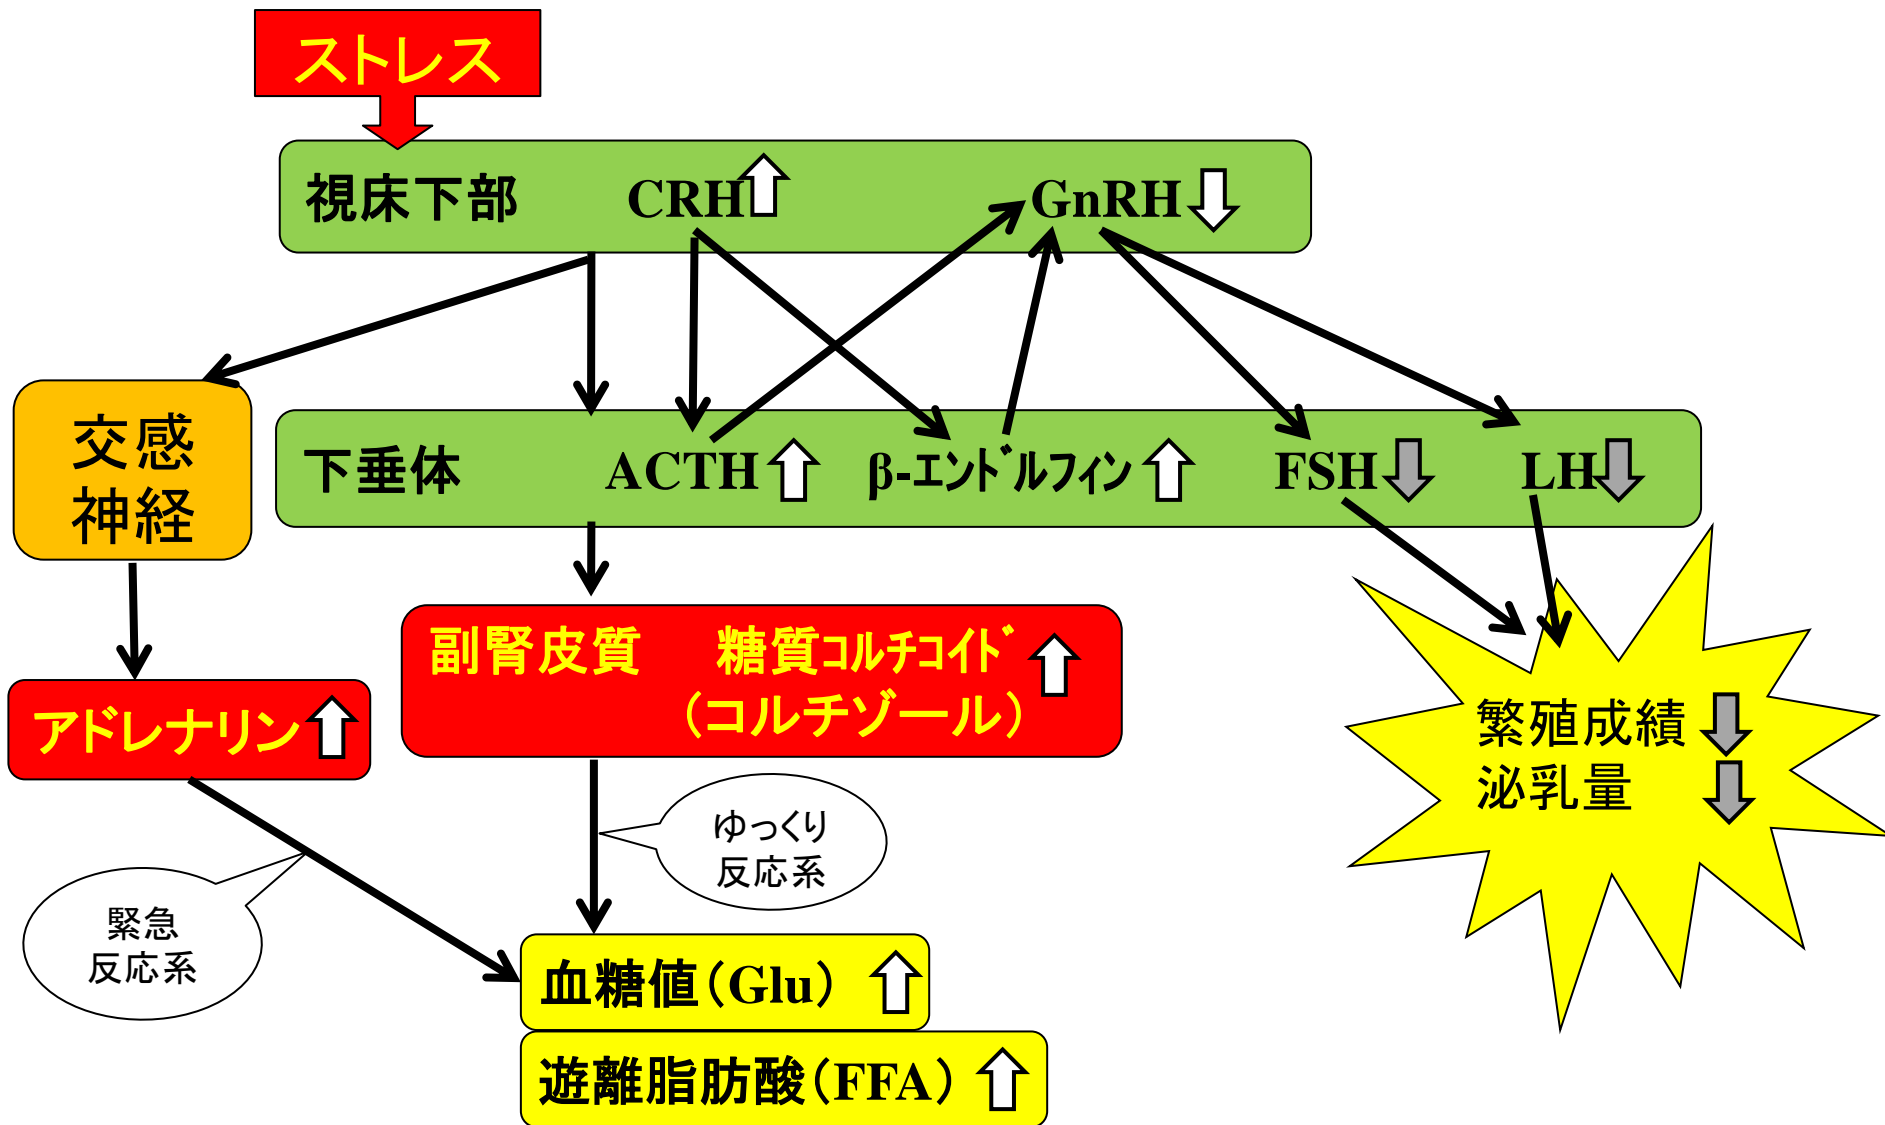 ストレス
視床下部 CRH GnRH
交感
神経
下垂体 ACTH β-エンドルフィン FSH LH
副腎皮質 糖質コルチコイド
(コルチゾール)
アドレナリン
繁殖成績
泌乳量
ゆっくり
反応系
緊急
反応系
血糖値(Glu)
遊離脂肪酸(FFA)